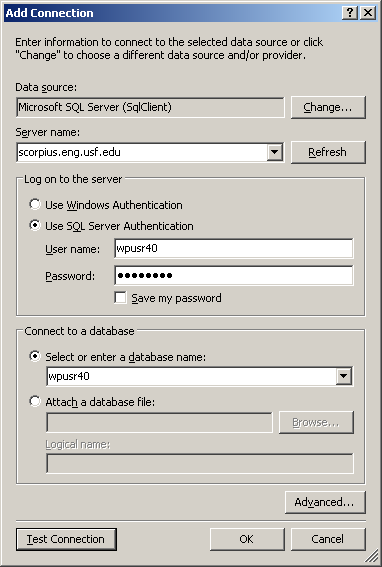 Add Connection
Enter information to connect to the selected data source or click
"Change" to choose a different data source and/or provider.
Data source:
Microsoft SQL Server (SqlClient)
Change...
Server name:
scorpius.eng.usf.edu
Refresh
Log on to the server
Use Windows Authentication
Use SQL Server Authentication
User name:
wpusr40
Password:
●●●●●●●●
Save my password
Connect to a database
Select or enter a database name:
wpusr40
Attach a database file:
Browse...
Logical name:
Advanced...
Test Connection
OK
Cancel